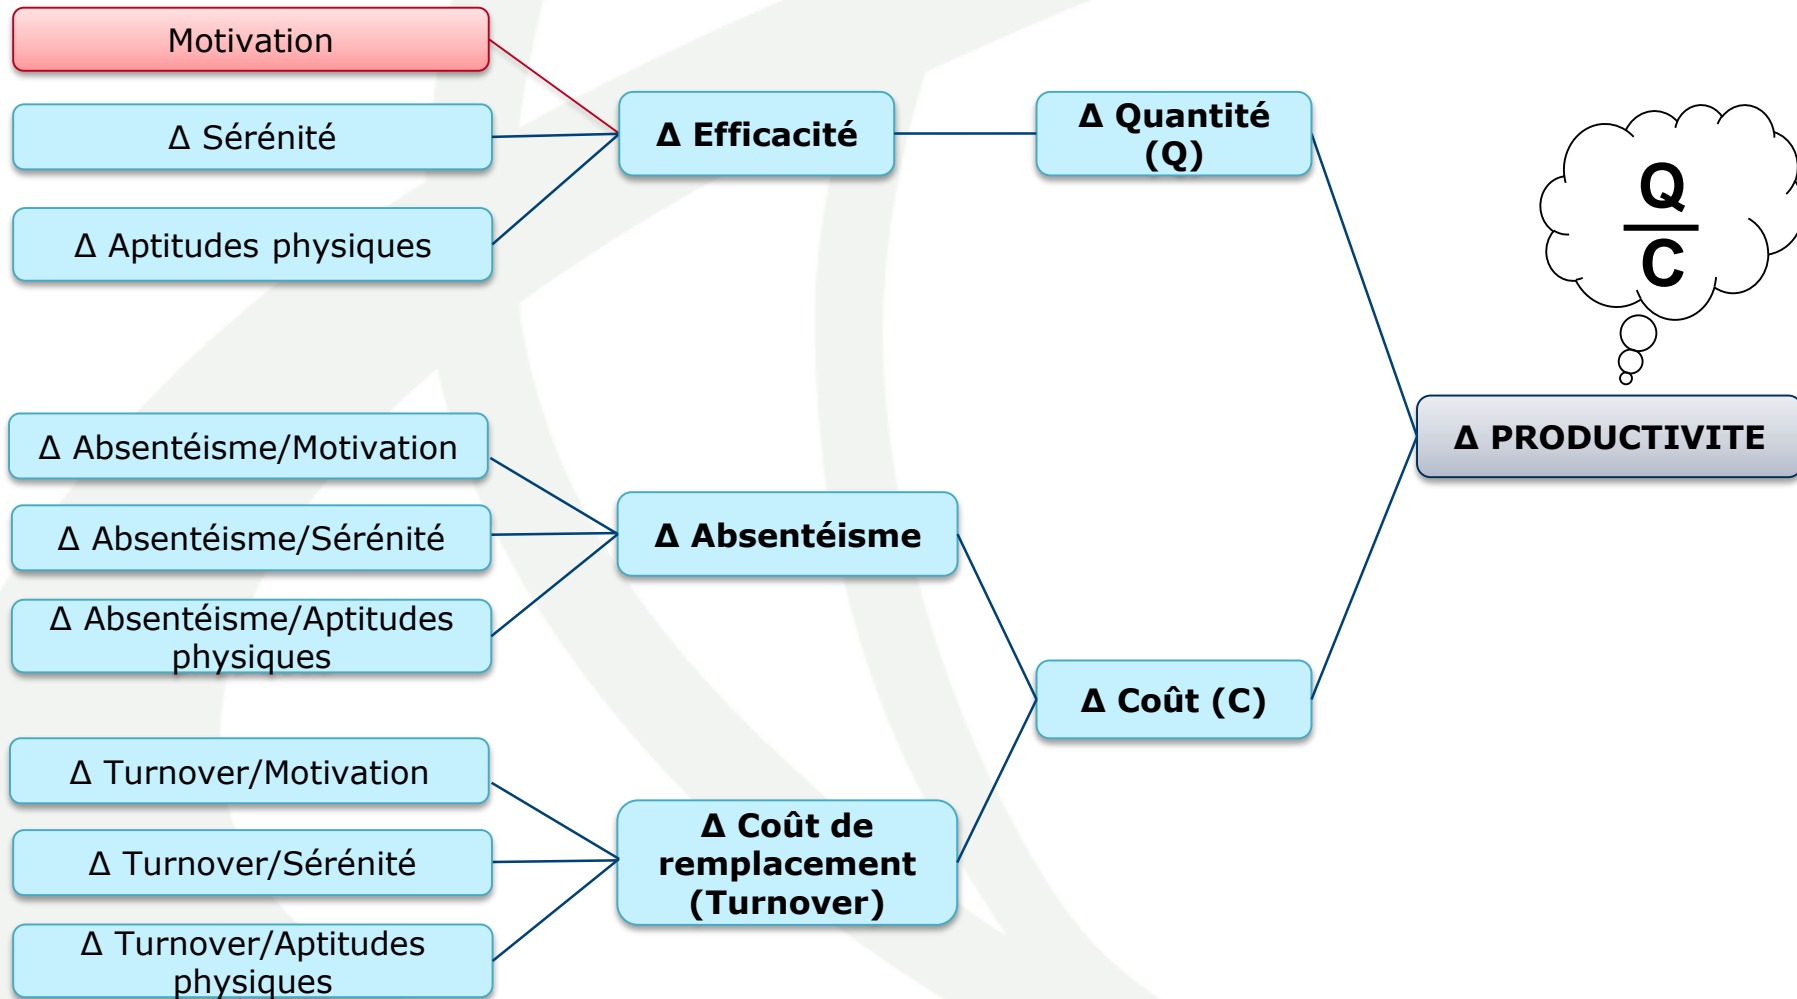 Motivation
Δ Sérénité
Δ Aptitudes physiques
Δ Efficacité
Δ Quantité
(Q)
Q
C
Δ PRODUCTIVITE
Δ Absentéisme/Motivation
Δ Absentéisme/Sérénité
Δ Absentéisme/Aptitudes
physiques
Δ Absentéisme
Δ Coût (C)
Δ Turnover/Motivation
Δ Turnover/Sérénité
Δ Turnover/Aptitudes
physiques
Δ Coût de
remplacement
(Turnover)